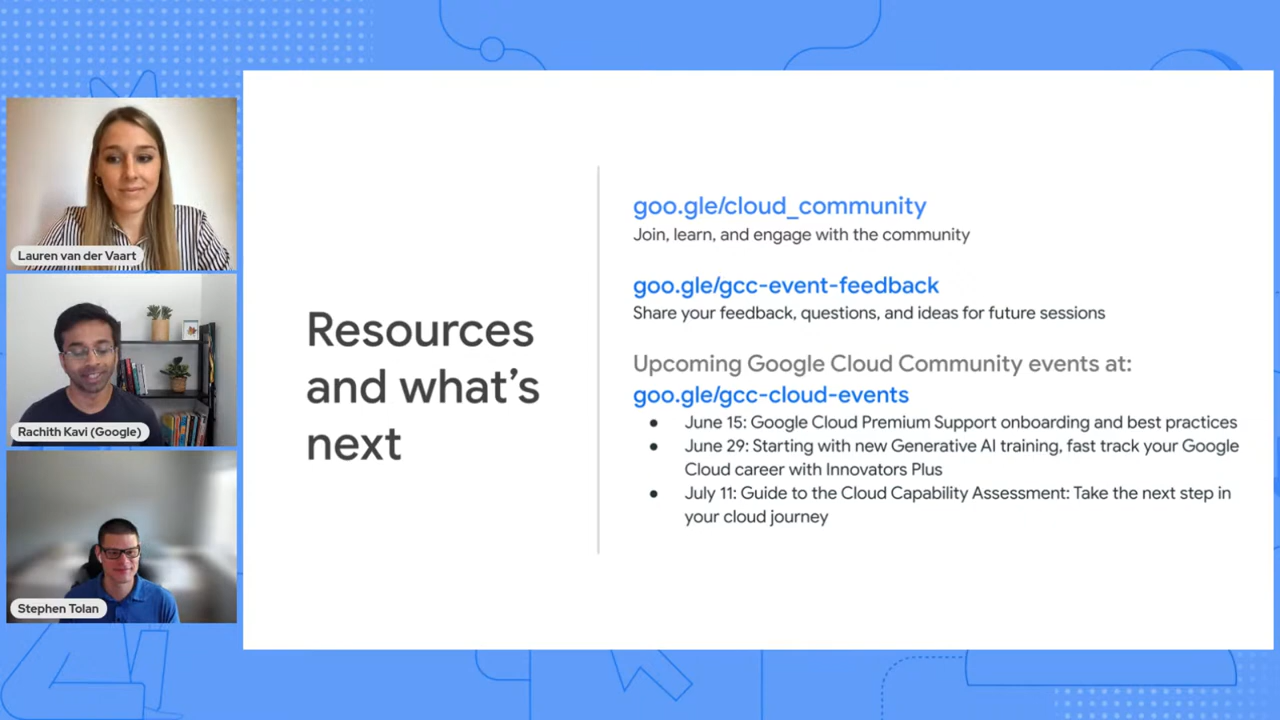 Lauren van der Vaart
Rachith Kavi (Google)
Stephen Tolan
Resources
and what's
next
goo.gle/cloud_community
Join, learn, and engage with the community
goo.gle/gcc-event-feedback
Share your feedback, questions, and ideas for future sessions
Upcoming Google Cloud Community events at:
goo.gle/gcc-cloud-events
● June 15: Google Cloud Premium Support onboarding and best practices
● June 29: Starting with new Generative AI training, fast track your Google
Cloud career with Innovators Plus
● July 11: Guide to the Cloud Capability Assessment: Take the next step in
your cloud journey